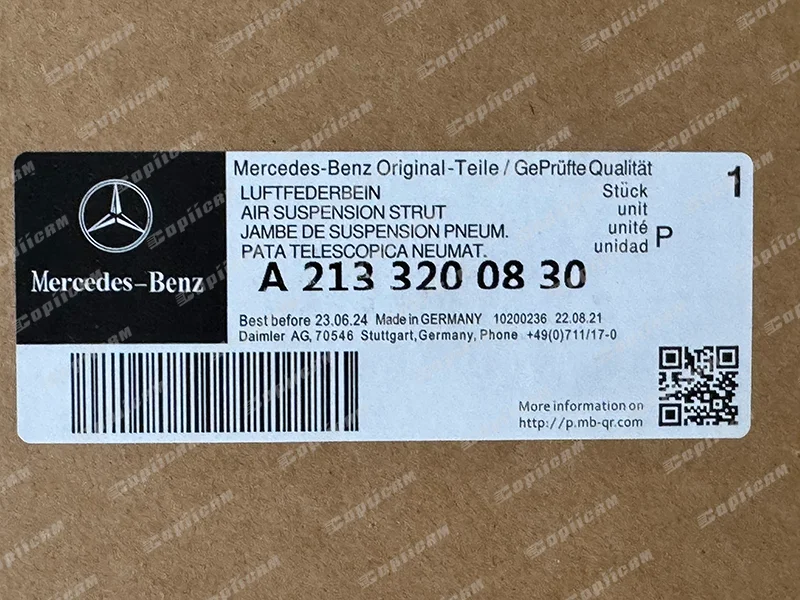 Mercedes-Benz Original-Teile / GePrüfte Qualität
LUFTFEDERBEIN Stück
AIR SUSPENSION STRUT unit
JAMBE DE SUSPENSION PNEUM. unité
PATA TELESCOPICA NEUMAT. unidad
P
1
A 213 320 08 30
Mercedes-Benz
Best before 23.06.24 Made in GERMANY 10200236 22.08.21
Daimler AG, 70546 Stuttgart, Germany, Phone +49(0)711/17-0
More information on
http://p.mb-qr.com
Copiicam